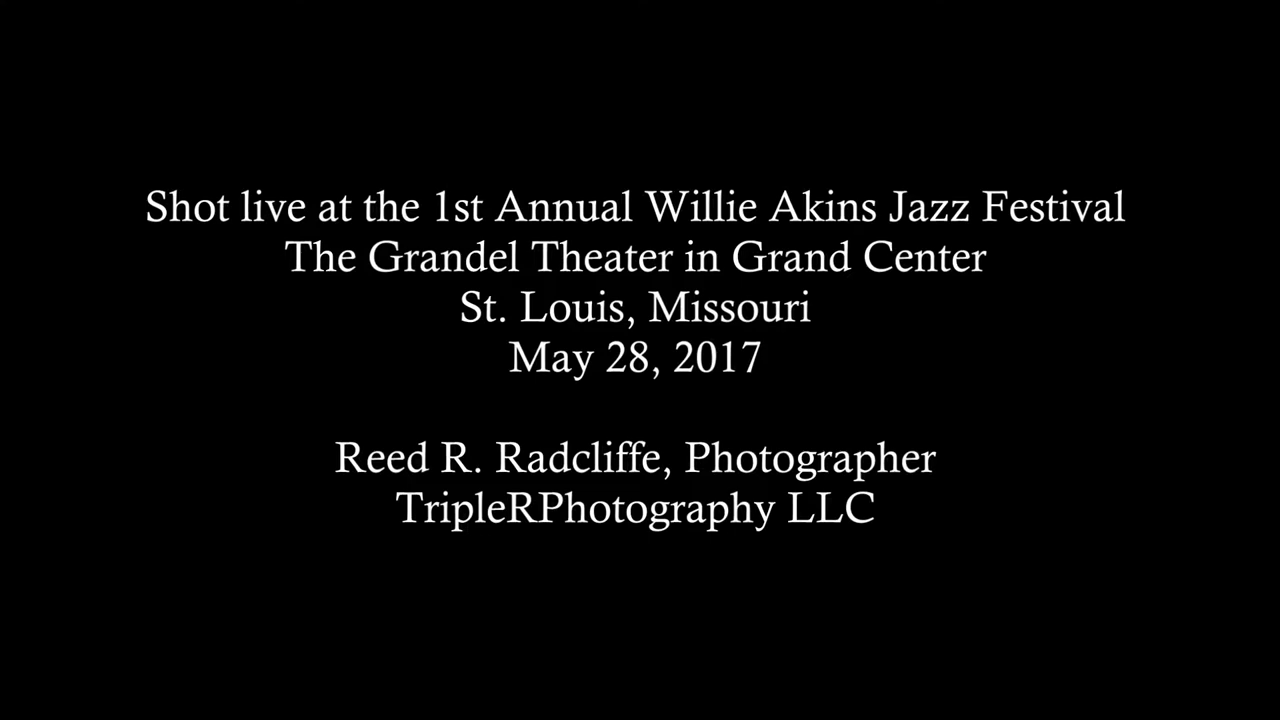 Shot live at the 1st Annual Willie Akins Jazz Festival
The Grandel Theater in Grand Center
St. Louis, Missouri
May 28, 2017
Reed R. Radcliffe, Photographer
TripleRPhotography LLC